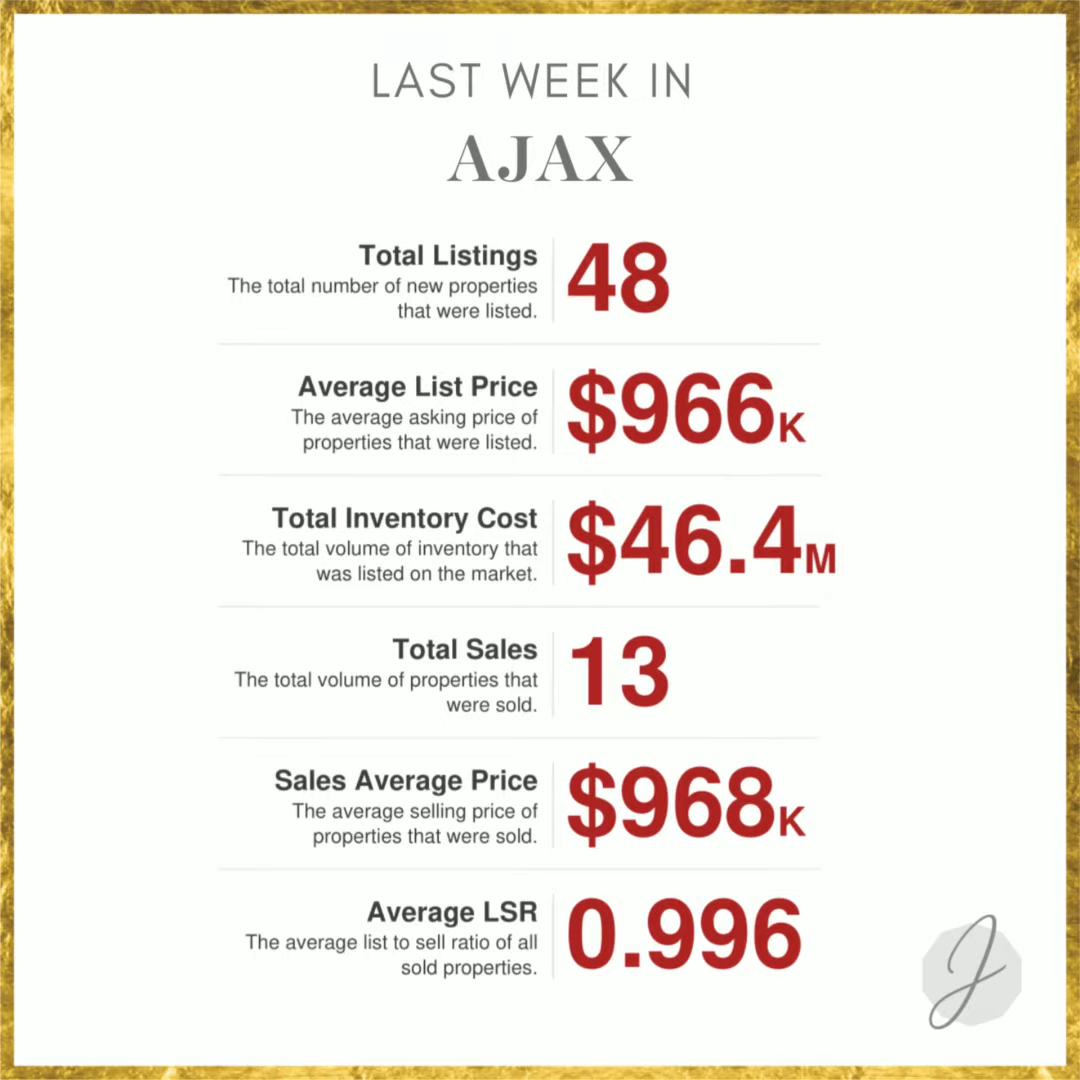 LAST WEEK IN
AJAX
Total Listings
The total number of new properties
that were listed.
48
Average List Price
The average asking price of
properties that were listed.
$966K
Total Inventory Cost
The total volume of inventory that
was listed on the market.
$46.4M
Total Sales
The total volume of properties that
were sold.
13
Sales Average Price
The average selling price of
properties that were sold.
$968K
Average LSR
The average list to sell ratio of all
sold properties.
0.996
J